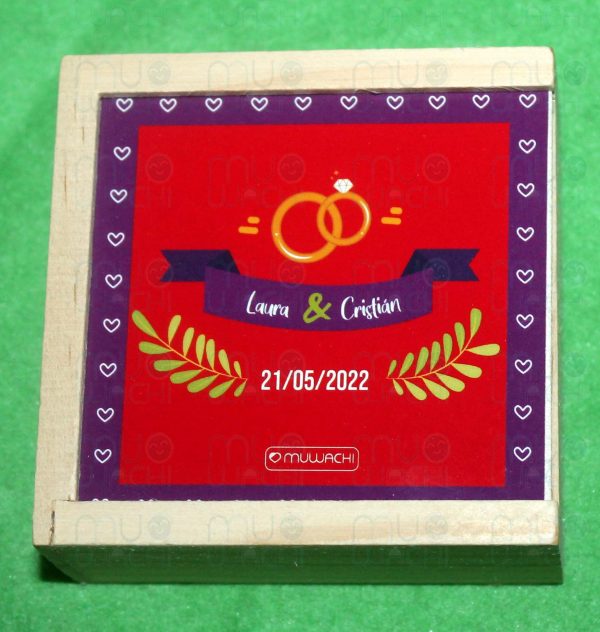 Laura & Cristián
21/05/2022
MUWACHI